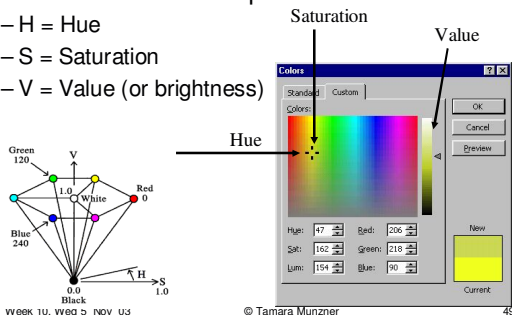 – H = Hue
– S = Saturation
– V = Value (or brightness)
Saturation
Value
Hue
Colors
Standard Custom
Colors:
OK
Cancel
Preview
Hue: 47 Red: 206
Sat: 162 Green: 218
Lum: 154 Blue: 90
New
Current
Green
120
V
1.0
White
Red
0
Blue
240
H
S
0.0
1.0
Black
Week 10, Wed 5 Nov 03
© Tamara Munzner
49